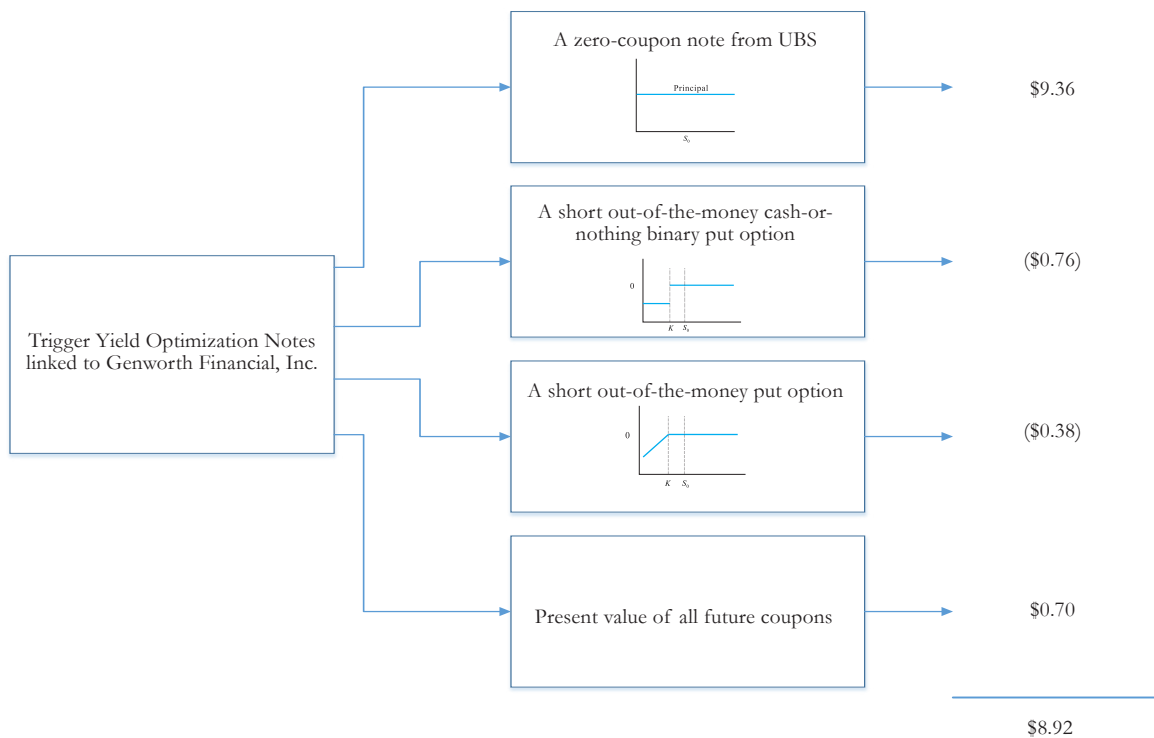 A zero-coupon note from UBS
Principal
S₀
$9.36
A short out-of-the-money cash-or-
nothing binary put option
0
K
S₀
($0.76)
Trigger Yield Optimization Notes
linked to Genworth Financial, Inc.
A short out-of-the-money put option
0
K
S₀
($0.38)
Present value of all future coupons
$0.70
$8.92